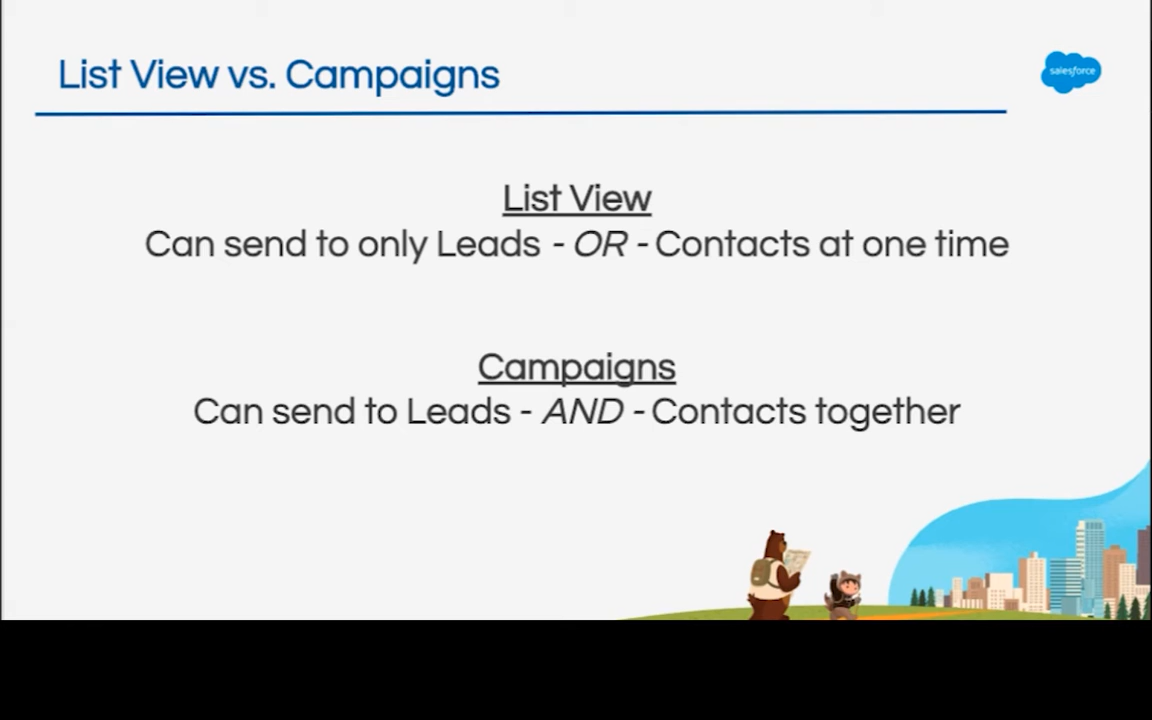 List View vs. Campaigns
salesforce
List View
Can send to only Leads - OR - Contacts at one time
Campaigns
Can send to Leads - AND - Contacts together